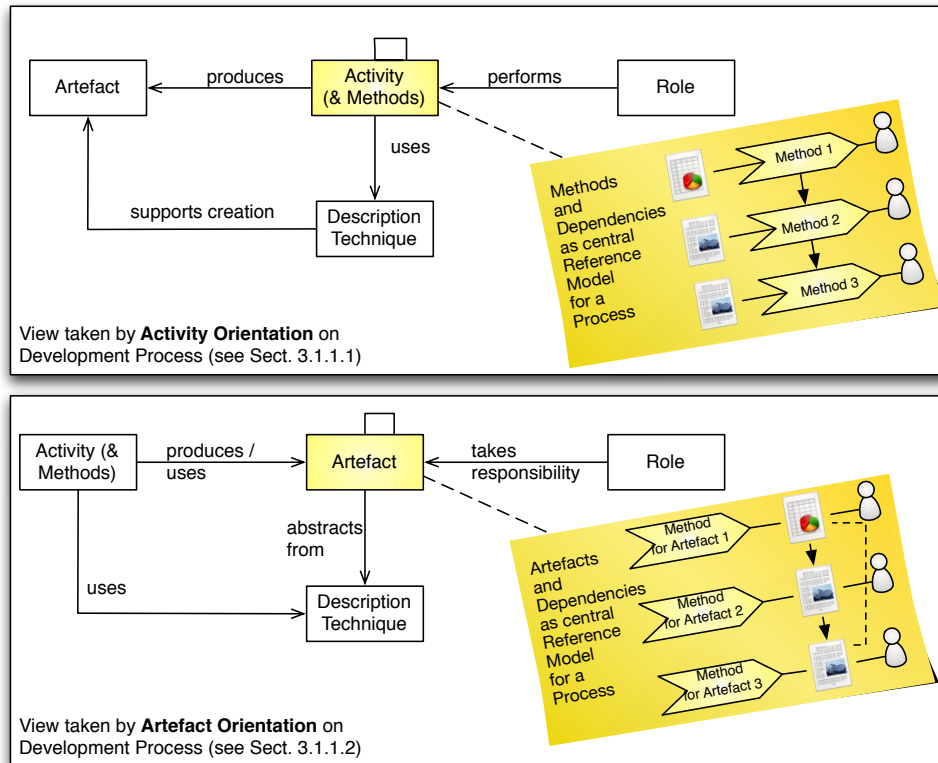 Artefact
produces
Activity
(& Methods)
performs
Role
uses
supports creation
Description
Technique
Methods
and
Dependencies
as central
Reference
Model
for a
Process
Method 1
Method 2
Method 3
View taken by Activity Orientation on
Development Process (see Sect. 3.1.1.1)
Activity (&
Methods)
produces /
uses
Artefact
takes
responsibility
Role
abstracts
from
uses
Description
Technique
Artefacts
and
Dependencies
as central
Reference
Model
for a
Process
Method
for Artefact 1
Method
for Artefact 2
Method
for Artefact 3
View taken by Artefact Orientation on
Development Process (see Sect. 3.1.1.2)